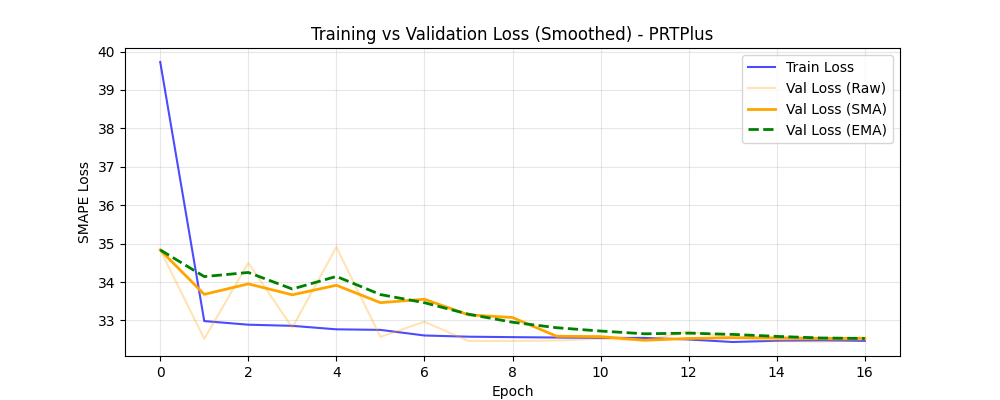 Training vs Validation Loss (Smoothed) - PRTPlus
SMAPE Loss
40
39
38
37
36
35
34
33
Train Loss
Val Loss (Raw)
Val Loss (SMA)
Val Loss (EMA)
0 2 4 6 8 10 12 14 16
Epoch